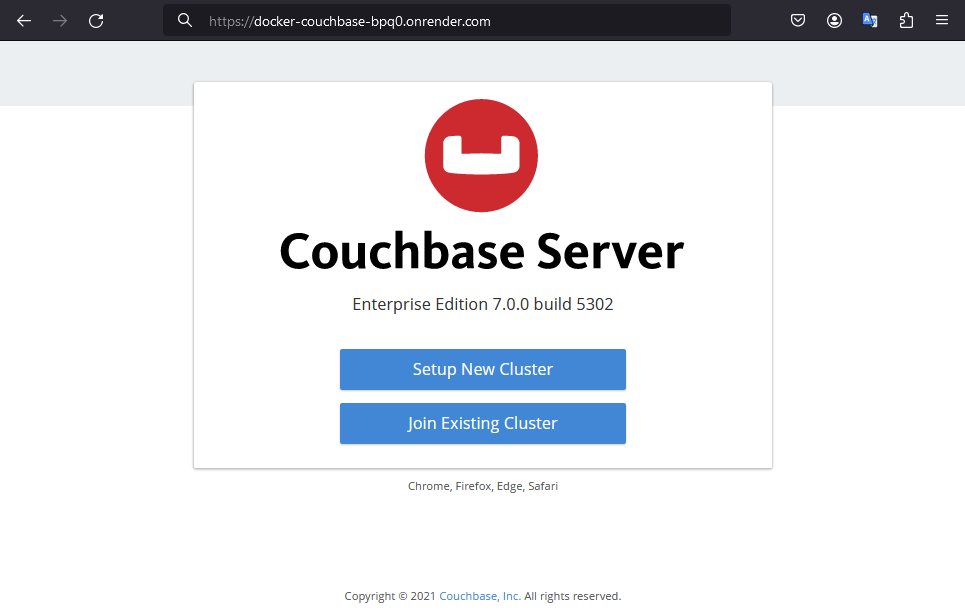 https://docker-couchbase-bpq0.onrender.com
Couchbase Server
Enterprise Edition 7.0.0 build 5302
Setup New Cluster
Join Existing Cluster
Chrome, Firefox, Edge, Safari
Copyright © 2021 Couchbase, Inc. All rights reserved.